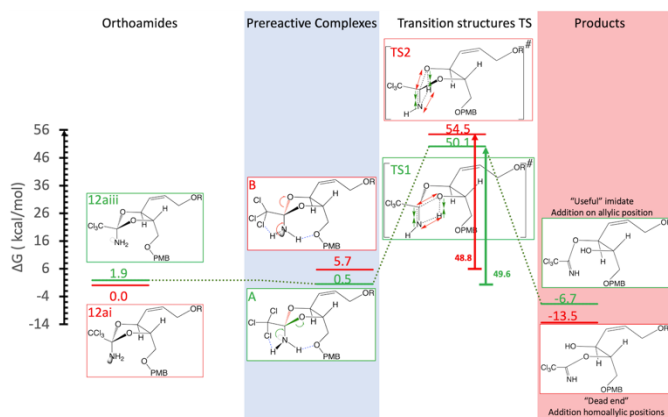 Orthoamides
Prereactive Complexes
Transition structures TS
Products
ΔG ( kcal/mol)
56
46
36
26
16
6
-4
-14
12aiii
OR
Cl₃C
NH₂
O
PMB
1.9
0.0
12ai
OR
CCl₃
NH₂
O
PMB
B
OR
Cl
Cl
Cl
H
N
H
O
PMB
5.7
0.5
A
OR
Cl
Cl
Cl
H
N
H
O
PMB
TS2
#
OR
Cl₃C
O
O
H
H
H
N
OPMB
54.5
50.1
TS1
#
OR
Cl₃C
O
O
H
H
H
N
OPMB
48.8
49.6
"Useful" imidate
Addition on allylic position
OR
O
HO
H
Cl₃C
NH
OPMB
-6.7
-13.5
OR
HO
H
O
Cl₃C
NH
OPMB
"Dead end"
Addition homoallylic positions